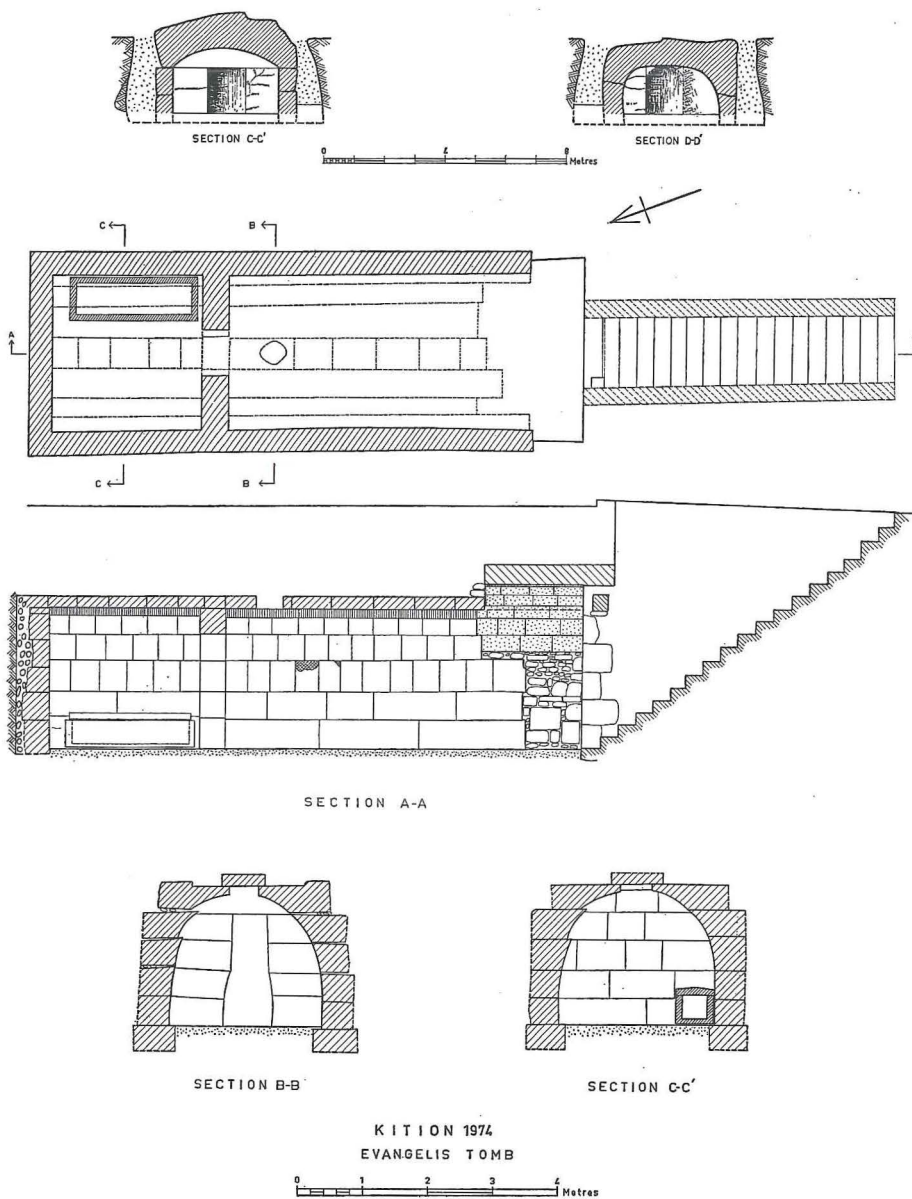 SECTION C-C'
SECTION D-D'
0 4 8 Metres
C B
A
C B
SECTION A-A
SECTION B-B
SECTION C-C'
KITION 1974
EVANGELIS TOMB
0 1 2 3 4 Metres